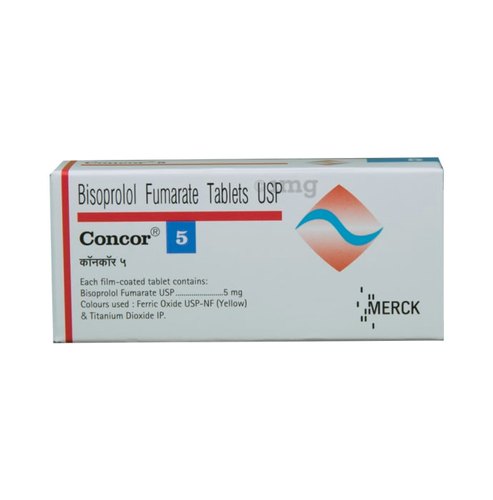 Bisoprolol Fumarate Tablets USP
Concor® 5
कॉनकॉर ५
Each film-coated tablet contains:
Bisoprolol Fumarate USP.......................5 mg
Colours used : Ferric Oxide USP-NF (Yellow)
& Titanium Dioxide IP.
MERCK